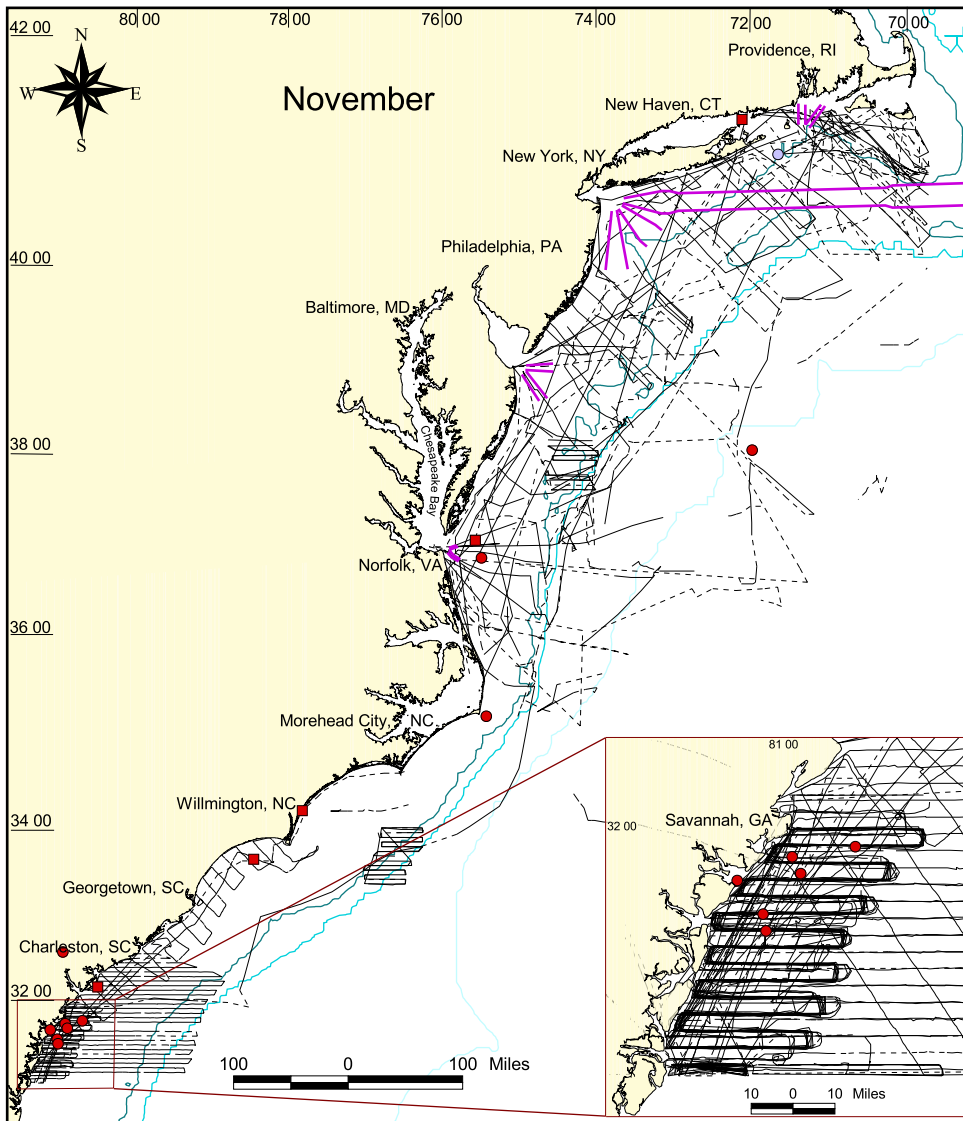 80 00 78 00 76 00 74 00 72 00 70 00
42 00
N
W E
S
November
Providence, RI
New Haven, CT
New York, NY
40 00
Philadelphia, PA
Baltimore, MD
38 00
Chesapeake Bay
Norfolk, VA
36 00
Morehead City, NC
Willmington, NC
34 00
Georgetown, SC
Charleston, SC
32 00
100 0 100 Miles
81 00
32 00
Savannah, GA
10 0 10 Miles